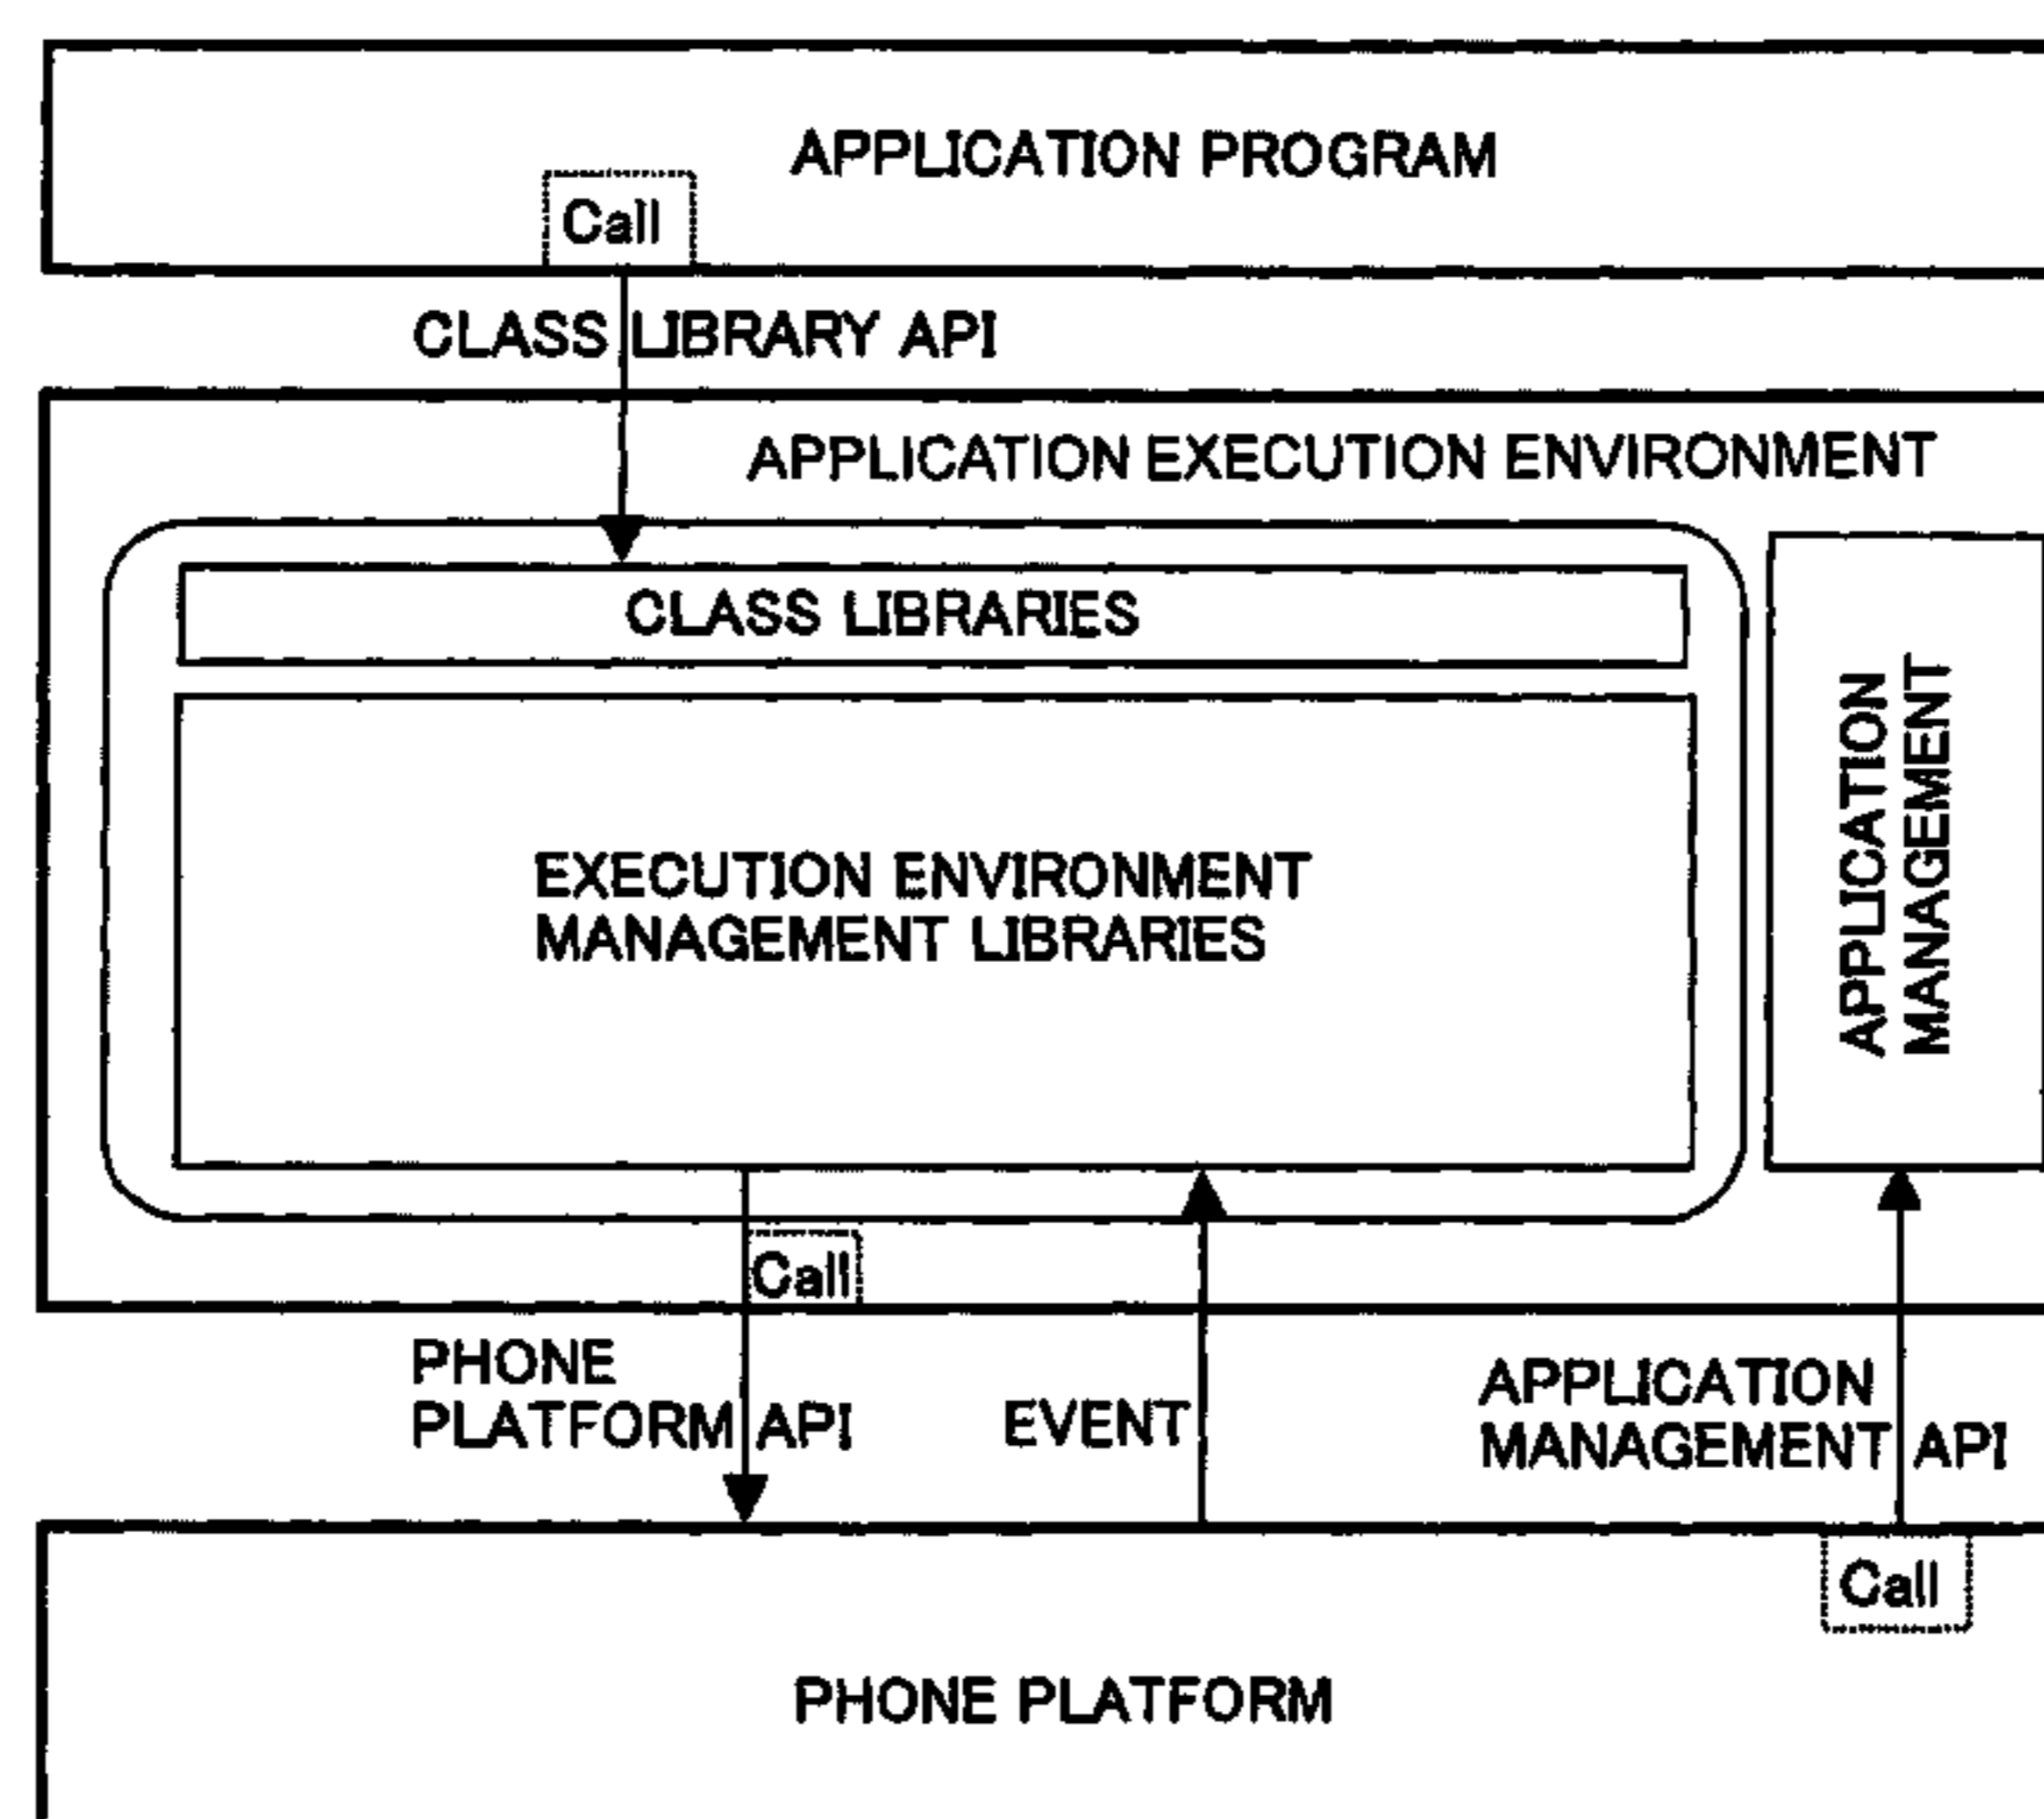 APPLICATION PROGRAM
Call
CLASS LIBRARY API
APPLICATION EXECUTION ENVIRONMENT
CLASS LIBRARIES
EXECUTION ENVIRONMENT
MANAGEMENT LIBRARIES
APPLICATION
MANAGEMENT
Call
PHONE
PLATFORM API
EVENT
APPLICATION
MANAGEMENT API
Call
PHONE PLATFORM